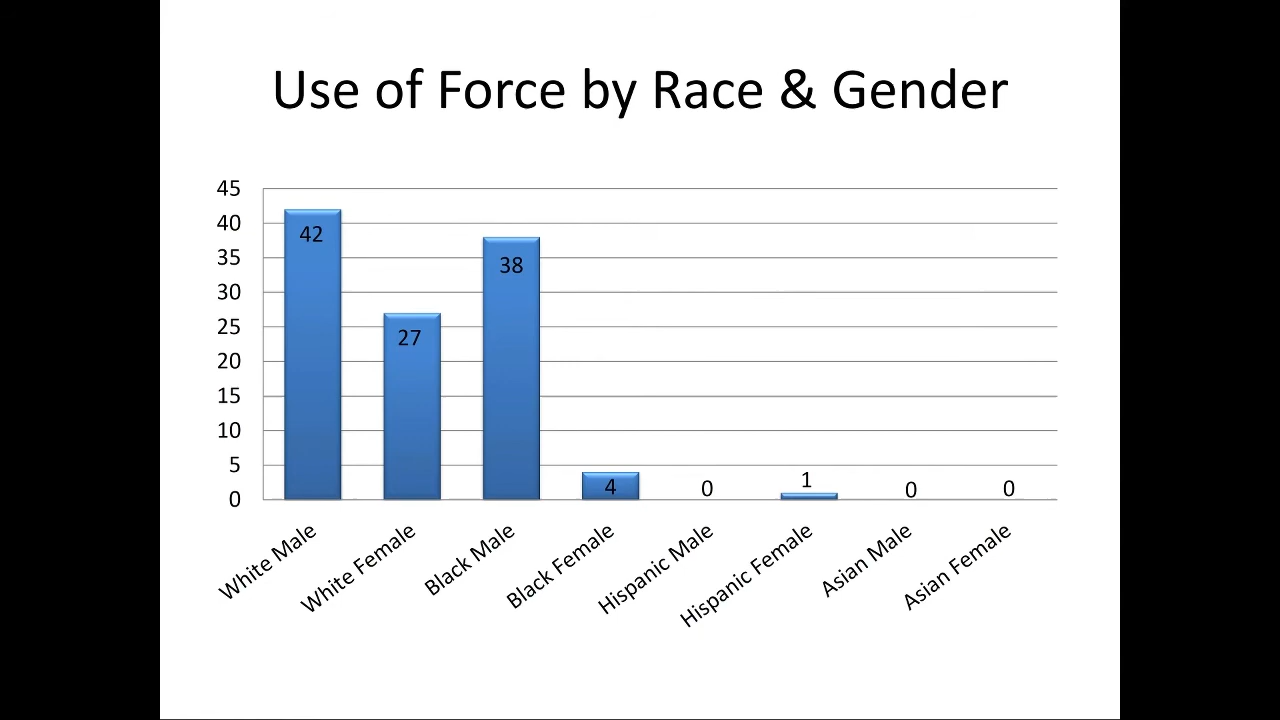 Use of Force by Race & Gender
45
40
35
30
25
20
15
10
5
0
42
27
38
4
0
1
0
0
White Male
White Female
Black Male
Black Female
Hispanic Male
Hispanic Female
Asian Male
Asian Female